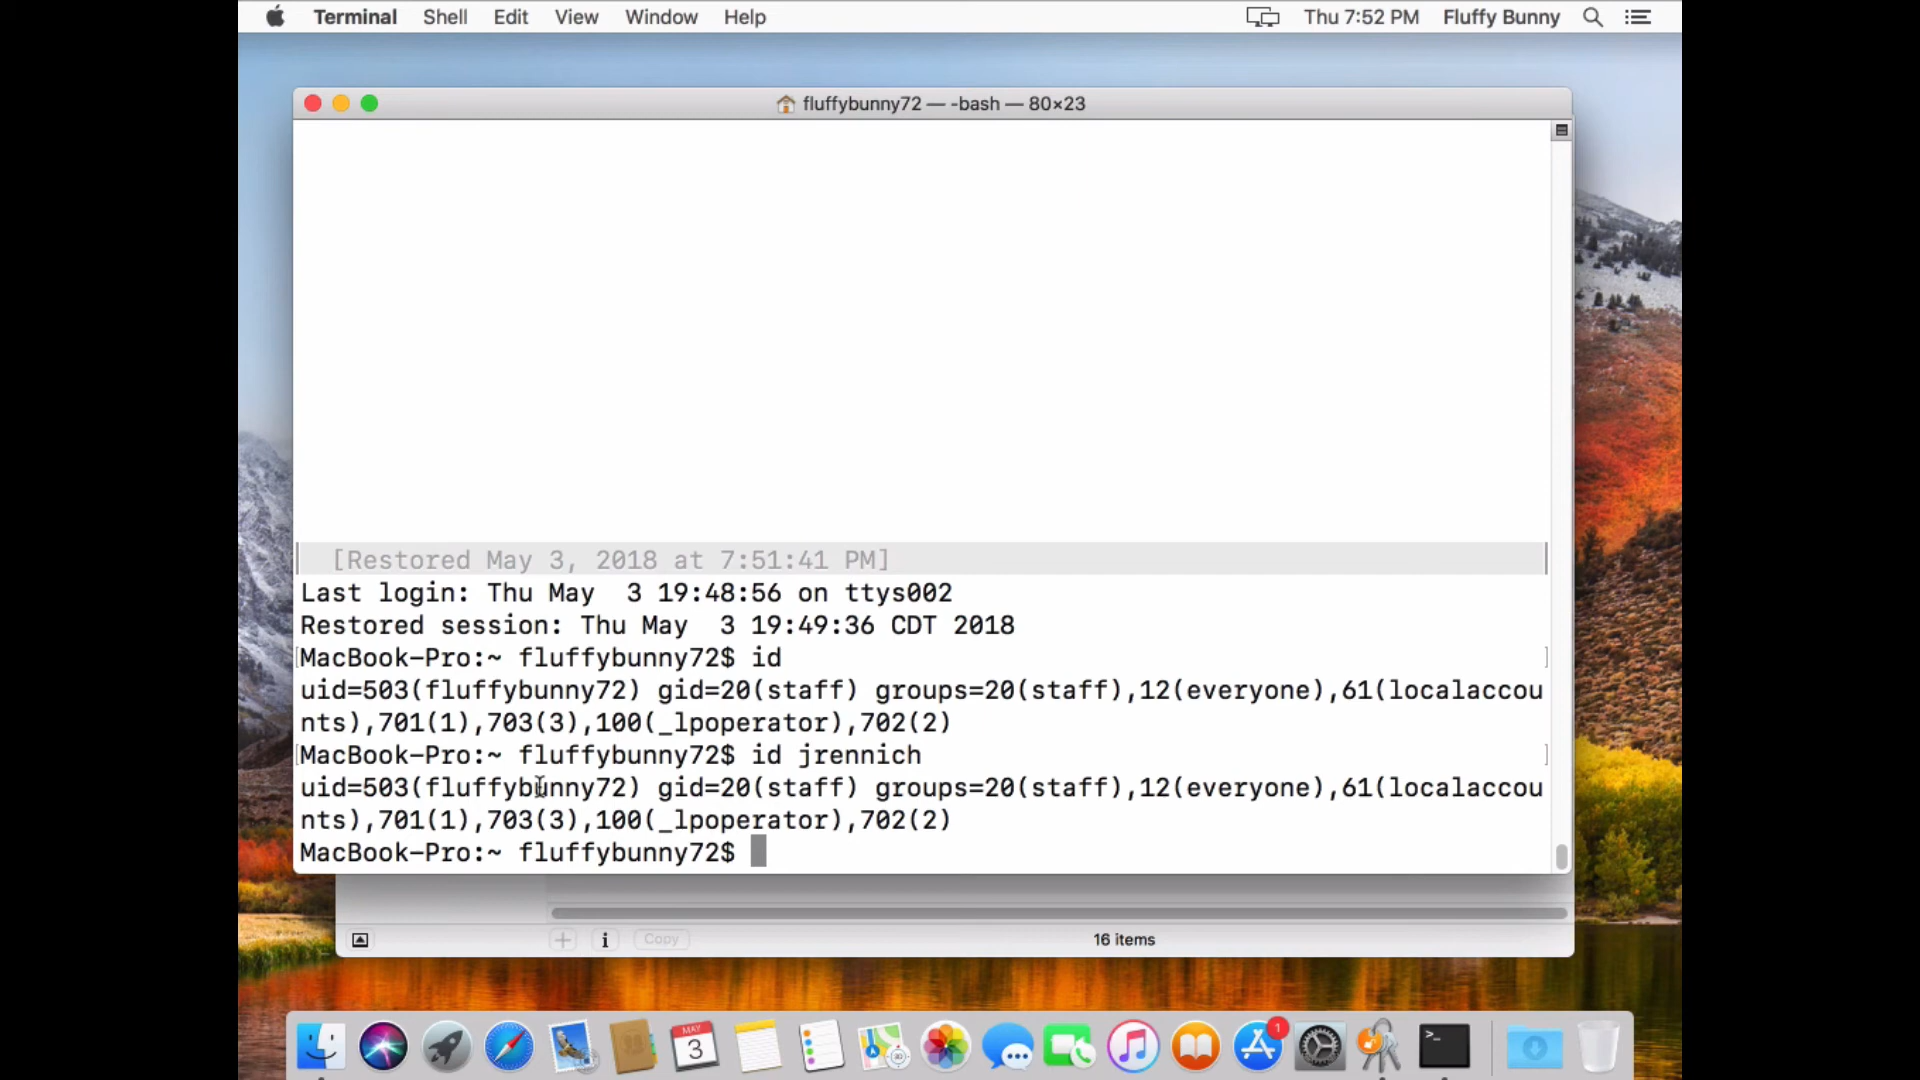 Terminal Shell Edit View Window Help Thu 7:52 PM Fluffy Bunny
fluffybunny72 — -bash — 80×23
[Restored May 3, 2018 at 7:51:41 PM]
Last login: Thu May  3 19:48:56 on ttys002
Restored session: Thu May  3 19:49:36 CDT 2018
[MacBook-Pro:~ fluffybunny72$ id ]
uid=503(fluffybunny72) gid=20(staff) groups=20(staff),12(everyone),61(localaccou
nts),701(1),703(3),100(_lpoperator),702(2)
[MacBook-Pro:~ fluffybunny72$ id jrennich ]
uid=503(fluffybunny72) gid=20(staff) groups=20(staff),12(everyone),61(localaccou
nts),701(1),703(3),100(_lpoperator),702(2)
MacBook-Pro:~ fluffybunny72$
Copy 16 items
MAY
3
1
>_